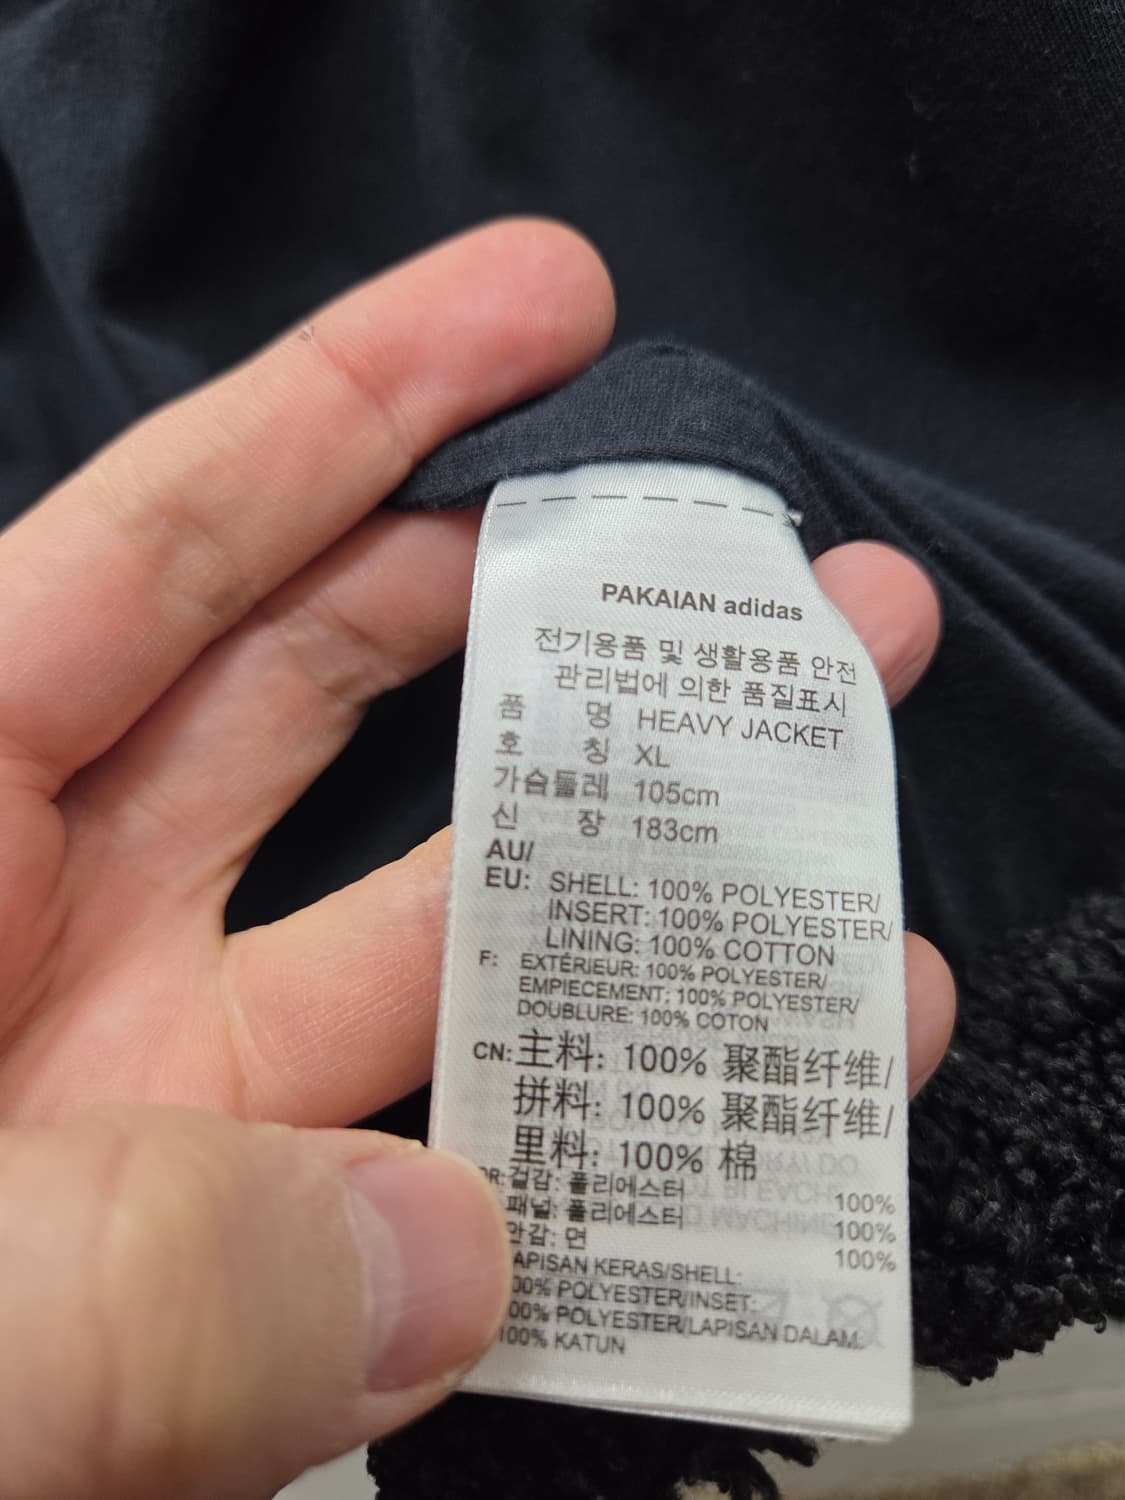 PAKAIAN adidas
전기용품 및 생활용품 안전
관리법에 의한 품질표시
품 명 HEAVY JACKET
호 칭 XL
가슴둘레 105cm
신 장 183cm
AU/
EU: SHELL: 100% POLYESTER/
INSERT: 100% POLYESTER/
LINING: 100% COTTON
F: EXTÉRIEUR: 100% POLYESTER/
EMPIECEMENT: 100% POLYESTER/
DOUBLURE: 100% COTON
CN: 主料: 100% 聚酯纤维/
拼料: 100% 聚酯纤维/
里料: 100% 棉
걸감: 폴리에스터 100%
패널: 폴리에스터 100%
안감: 면 100%
APISAN KERAS/SHELL:
00% POLYESTER/INSET:
00% POLYESTER/LAPISAN DALAM:
100% KATUN